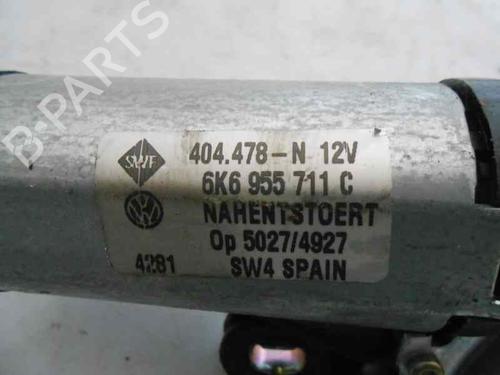 SWF 404.478-N 12V
6K6 955 711 C
NAHENTSTOERT
Op 5027/4927
4281 SW4 SPAIN
B-PARTS